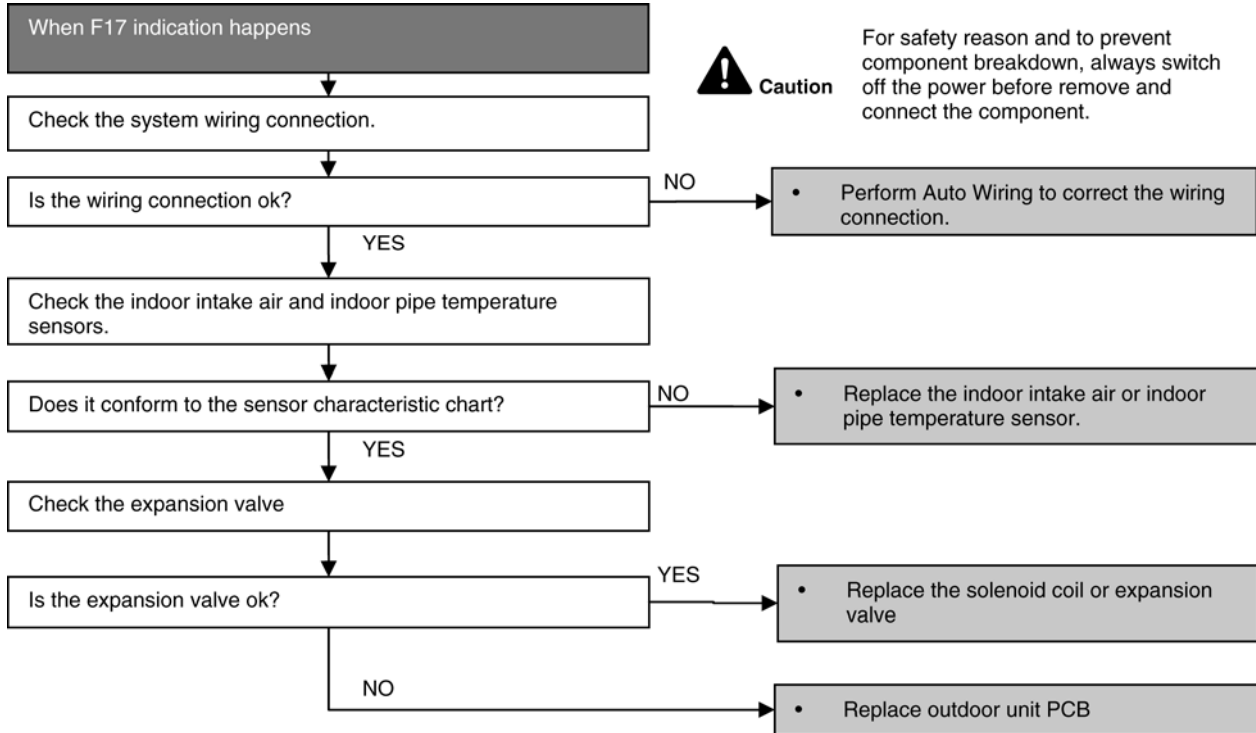 When F17 indication happens
Caution
For safety reason and to prevent
component breakdown, always switch
off the power before remove and
connect the component.
Check the system wiring connection.
Is the wiring connection ok?
NO
• Perform Auto Wiring to correct the wiring
connection.
YES
Check the indoor intake air and indoor pipe temperature
sensors.
Does it conform to the sensor characteristic chart?
NO
• Replace the indoor intake air or indoor
pipe temperature sensor.
YES
Check the expansion valve
Is the expansion valve ok?
YES
• Replace the solenoid coil or expansion
valve
NO
• Replace outdoor unit PCB